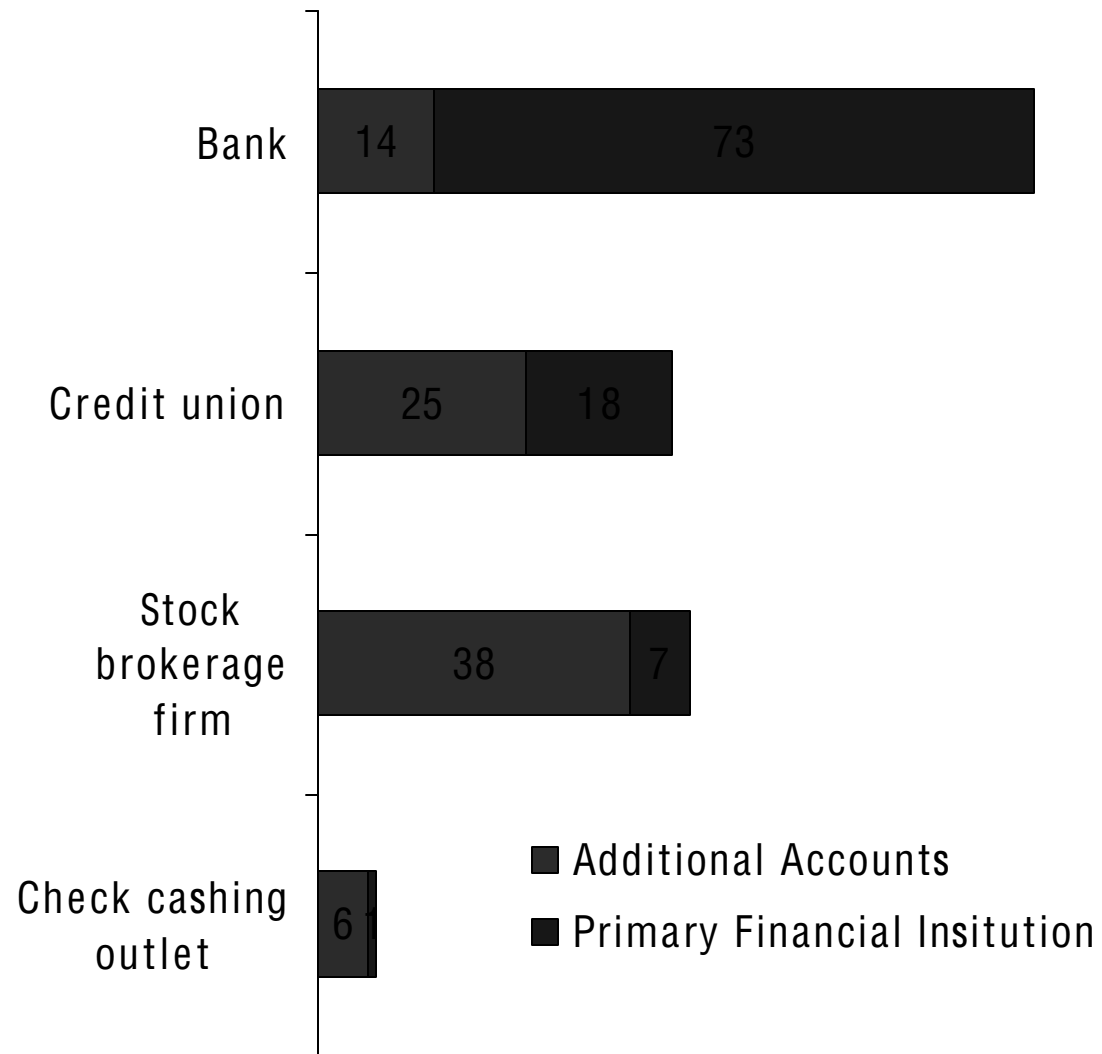 Bank
14 73
Credit union
25 18
Stock
brokerage
firm
38 7
Check cashing
outlet
6 1
Additional Accounts
Primary Financial Insitution